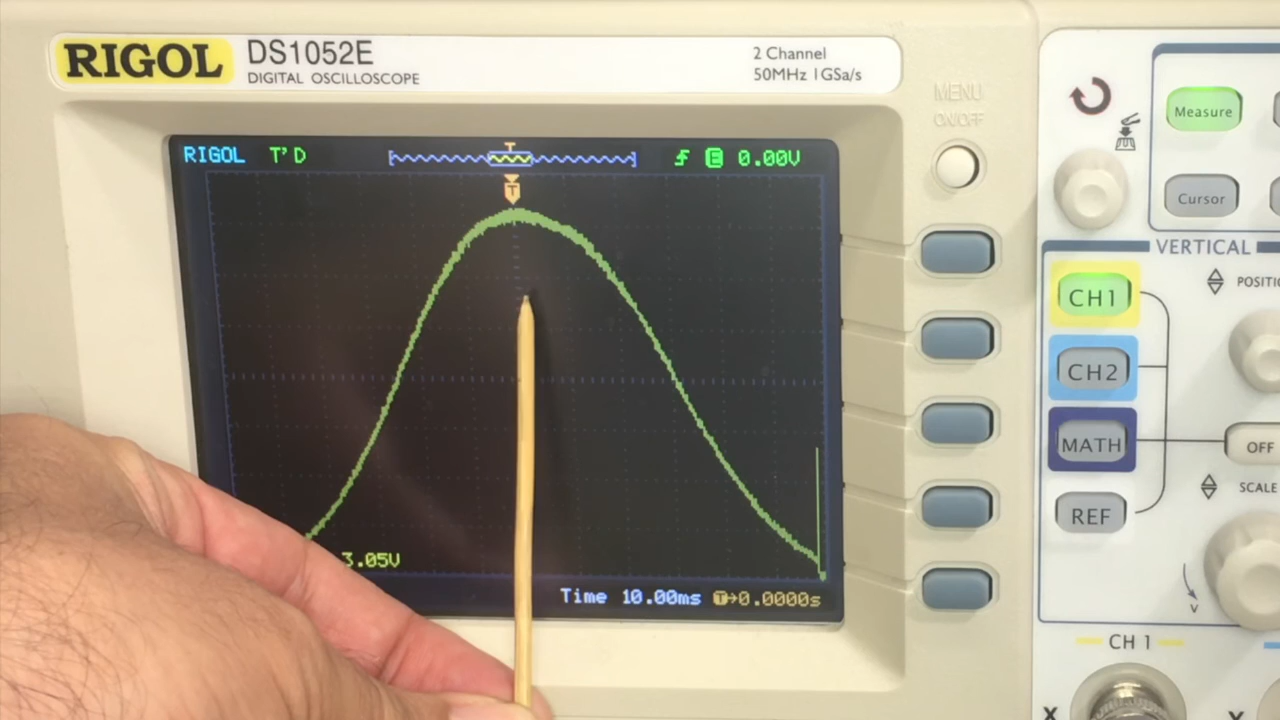 RIGOL DS1052E
DIGITAL OSCILLOSCOPE
2 Channel
50MHz 1GSa/s
MENU
ON/OFF
RIGOL T'D T E 0.00V
T
3.05V
Time 10.00ms T→0.0000s
Measure
Cursor
VERTICAL
CH1
CH2
MATH
OFF
SCALE
REF
CH 1
X